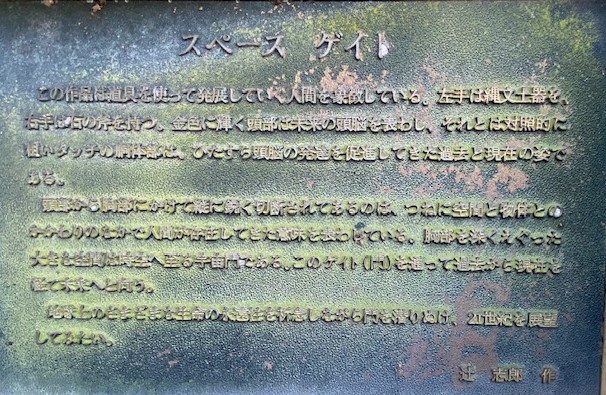 スペース ゲイト
この作品は道具を使って発展していく人間を象徴している。左手は縄文土器を、
右手は石の斧を持つ。金色に輝く頭部は未来の頭脳を表わし、それとは対照的に
粗いタッチの胴体部は、ひたすら頭脳の発達を促進してきた過去と現在の姿で
ある。
頭部から胸部にかけて縦に鋭く切断されてあるのは、つねに空間と物体との
かかわりのなかで人間が存在してきた意味を表わしている。胸部を深くえぐった
大きな空間は時空へ至る宇宙門である。このゲイト(門)を通って過去から現在を
経て未来へと向う。
地球上のさまざまな生命の永遠性を祈念しながら門を潜りぬけ、21世紀を展望
してみたい。
辻 志郎 作